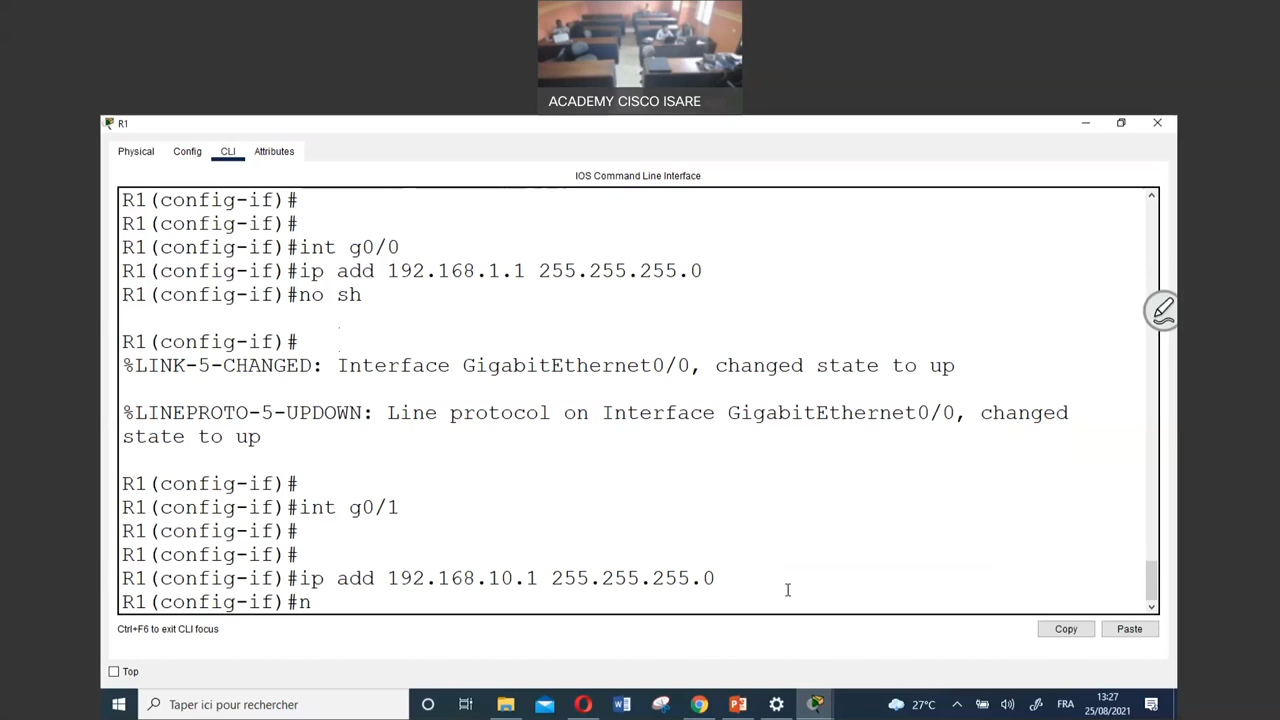 ACADEMY CISCO ISARE
R1
Physical
Config
CLI
Attributes
IOS Command Line Interface
R1(config-if)#
R1(config-if)#
R1(config-if)#int g0/0
R1(config-if)#ip add 192.168.1.1 255.255.255.0
R1(config-if)#no sh
R1(config-if)#
%LINK-5-CHANGED: Interface GigabitEthernet0/0, changed state to up
%LINEPROTO-5-UPDOWN: Line protocol on Interface GigabitEthernet0/0, changed
state to up
R1(config-if)#
R1(config-if)#int g0/1
R1(config-if)#
R1(config-if)#
R1(config-if)#ip add 192.168.10.1 255.255.255.0
R1(config-if)#n
Ctrl+F6 to exit CLI focus
Copy
Paste
Top
Taper ici pour rechercher
27°C
FRA
13:27
25/08/2021